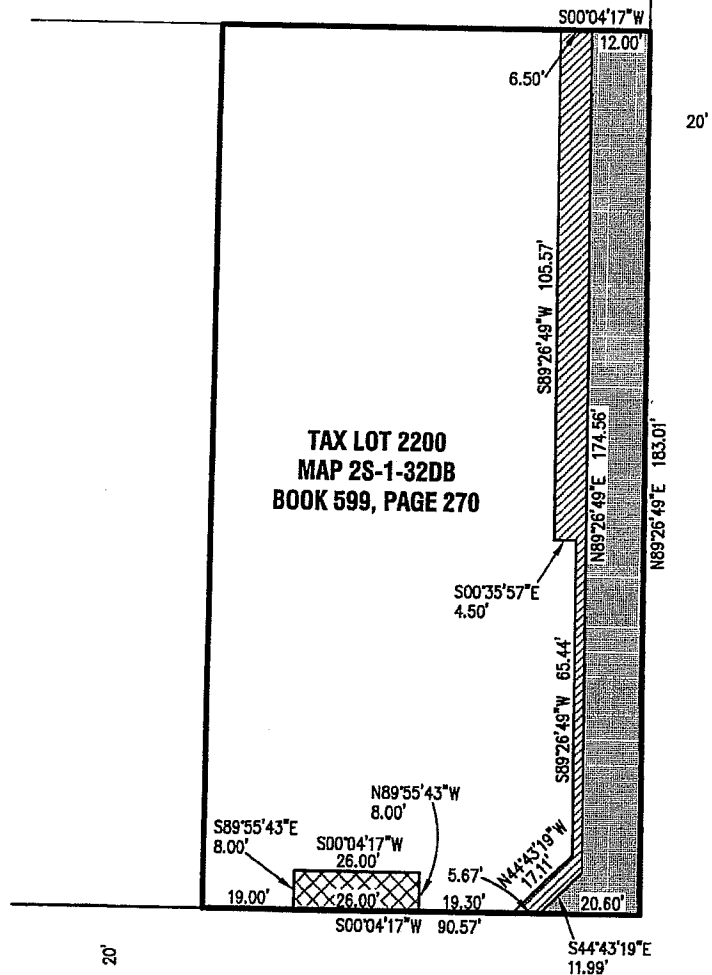 S00°04'17"W
12.00'
6.50'
20'
S89°26'49"W 105.57'
N89°26'49"E 174.56'
N89°26'49"E 183.01'
TAX LOT 2200
MAP 2S-1-32DB
BOOK 599, PAGE 270
S00°35'57"E
4.50'
S89°26'49"W 65.44'
N89°55'43"W
8.00'
S89°55'43"E
8.00'
S00°04'17"W
26.00'
N44°43'19"W
17.11'
5.67'
19.00'
26.00'
19.30'
20.60'
S00°04'17"W 90.57'
S44°43'19"E
11.99'
20'